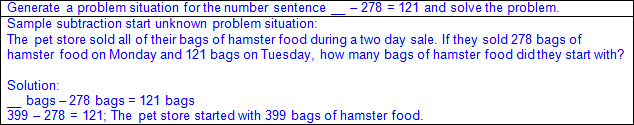 Generate a problem situation for the number sentence __ – 278 = 121 and solve the problem.
Sample subtraction start unknown problem situation:
The pet store sold all of their bags of hamster food during a two day sale. If they sold 278 bags of
hamster food on Monday and 121 bags on Tuesday, how many bags of hamster food did they start with?
Solution:
__ bags – 278 bags = 121 bags
399 – 278 = 121; The pet store started with 399 bags of hamster food.